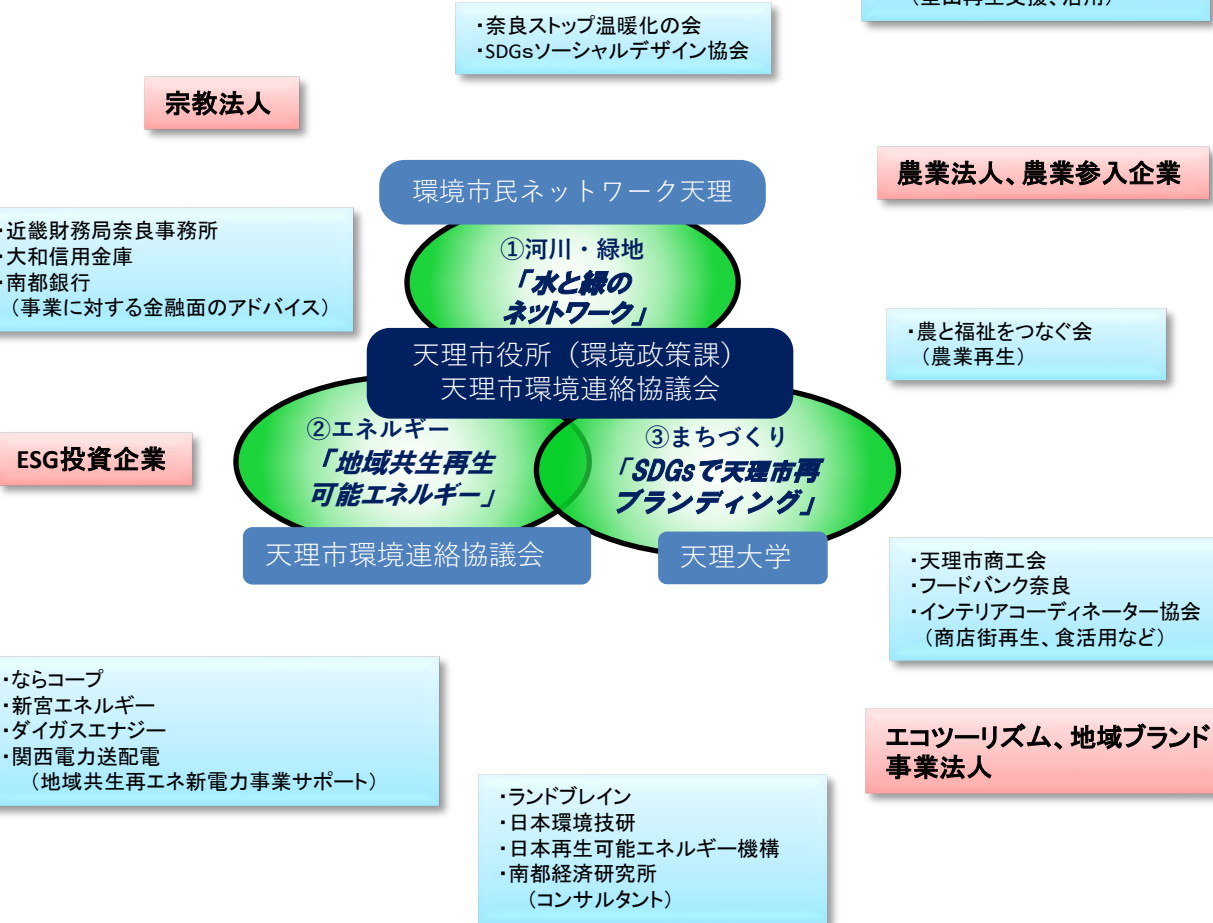 ・奈良ストップ温暖化の会
・SDGsソーシャルデザイン協会
宗教法人
農業法人、農業参入企業
環境市民ネットワーク天理
・近畿財務局奈良事務所
・大和信用金庫
・南都銀行
（事業に対する金融面のアドバイス）
①河川・緑地
「水と緑の
ネットワーク」
・農と福祉をつなぐ会
（農業再生）
天理市役所（環境政策課）
天理市環境連絡協議会
ESG投資企業
②エネルギー
「地域共生再生
可能エネルギー」
③まちづくり
「SDGsで天理市再
ブランディング」
天理市環境連絡協議会
天理大学
・天理市商工会
・フードバンク奈良
・インテリアコーディネーター協会
（商店街再生、食活用など）
・ならコープ
・新宮エネルギー
・ダイガスエナジー
・関西電力送配電
（地域共生再エネ新電力事業サポート）
エコツーリズム、地域ブランド
事業法人
・ランドブレイン
・日本環境技研
・日本再生可能エネルギー機構
・南都経済研究所
（コンサルタント）